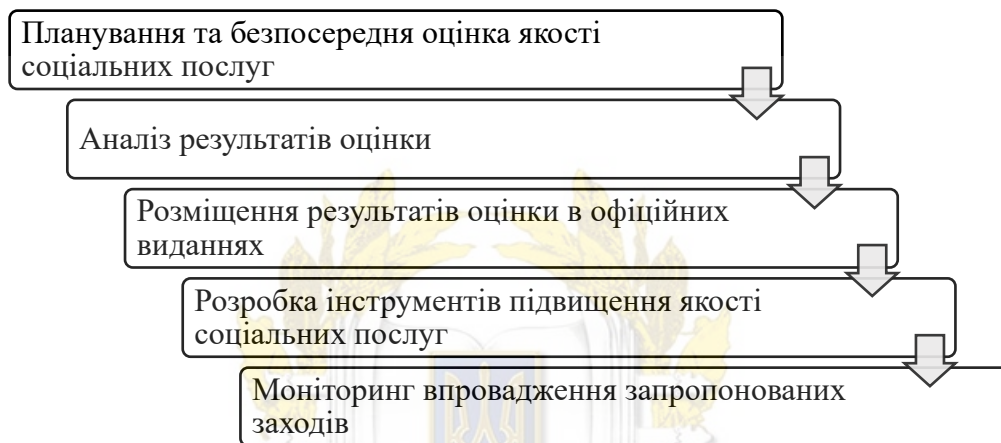 Планування та безпосередня оцінка якості
соціальних послуг
Аналіз результатів оцінки
Розміщення результатів оцінки в офіційних
виданнях
Розробка інструментів підвищення якості
соціальних послуг
Моніторинг впровадження запропонованих
заходів